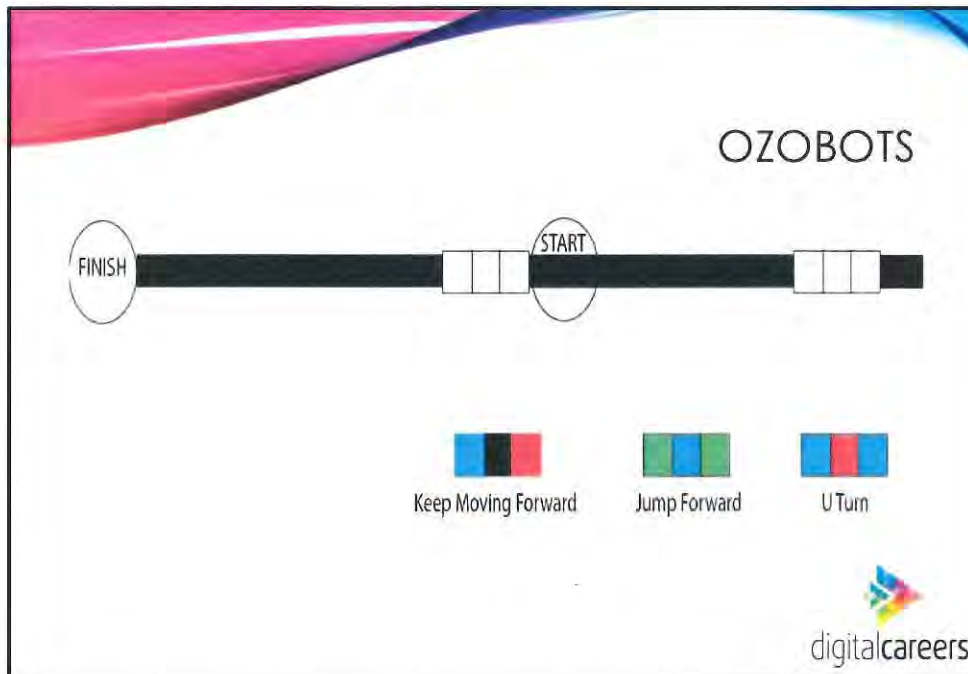 OZOBOTS
FINISH
START
Keep Moving Forward
Jump Forward
U Turn
digitalcareers